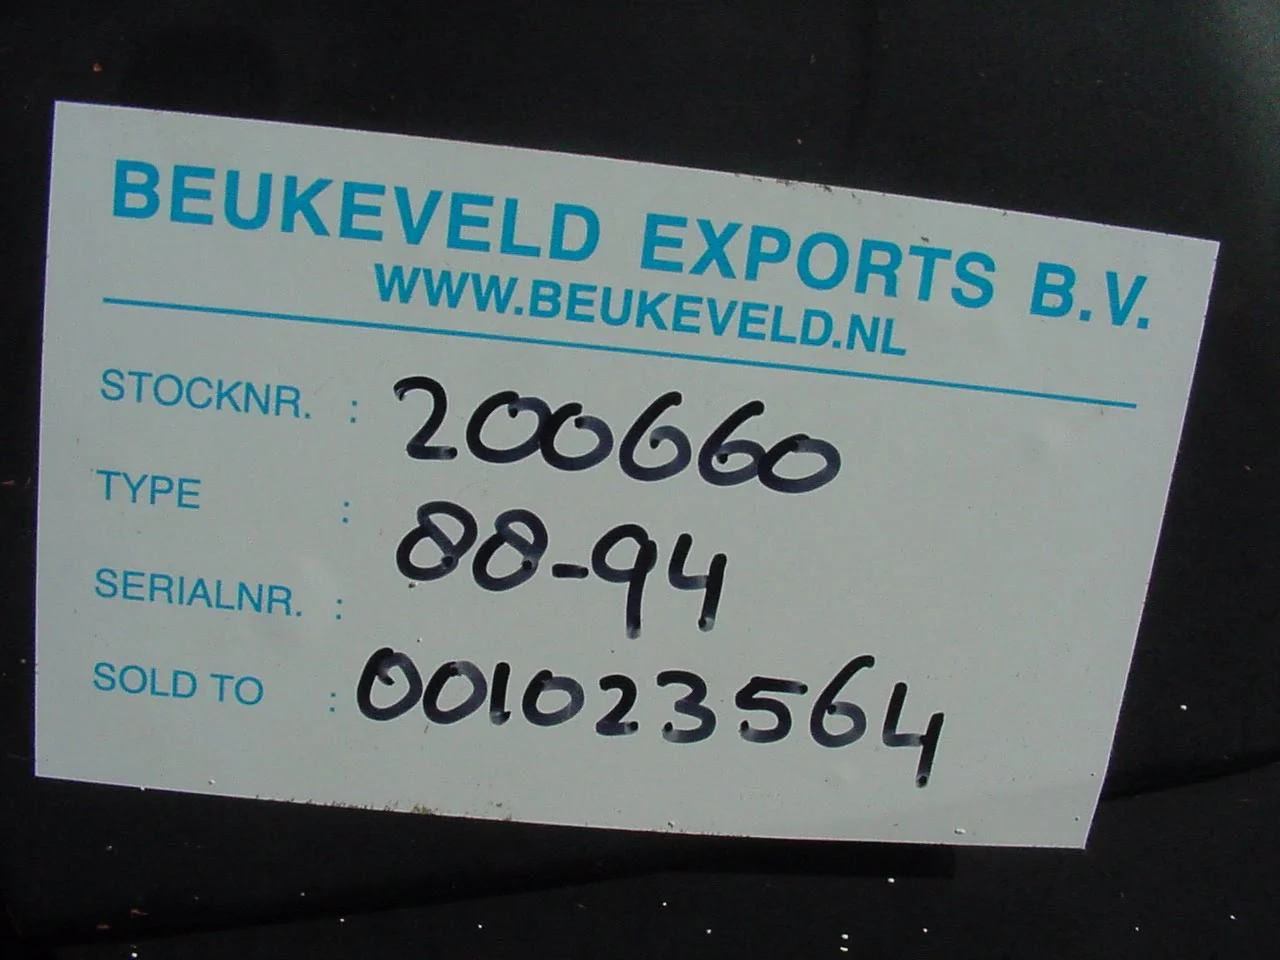 BEUKEVELD EXPORTS B.V.
WWW.BEUKEVELD.NL
STOCKNR. : 200660
TYPE : 88-94
SERIALNR. :
SOLD TO : 001023564